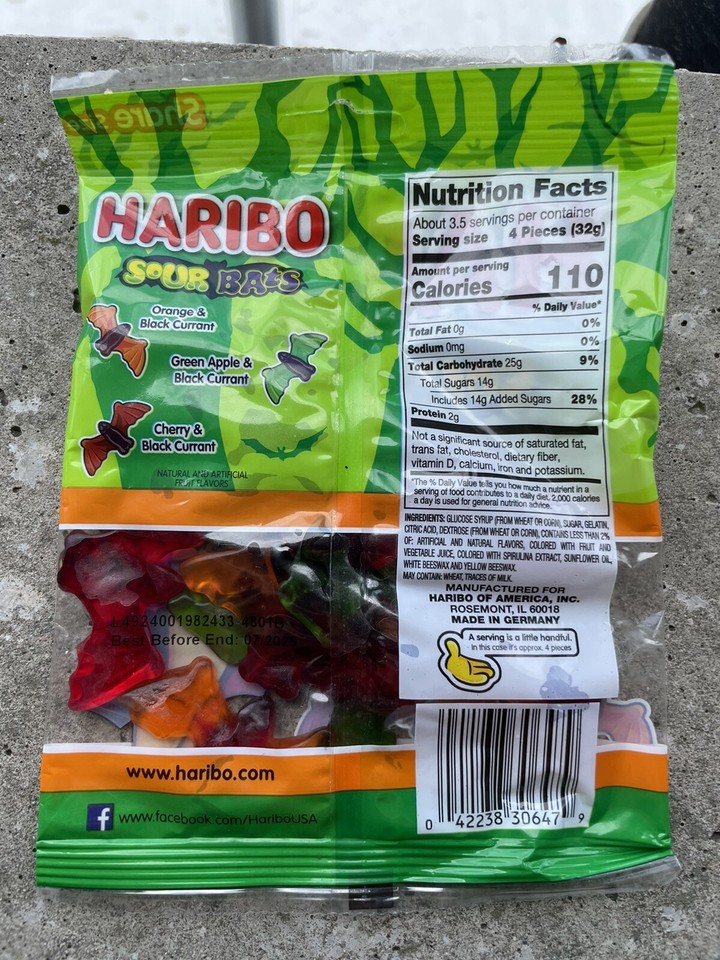 Share size
HARIBO
SOUR BATS
Orange &
Black Currant
Green Apple &
Black Currant
Cherry &
Black Currant
NATURAL AND ARTIFICIAL
FRUIT FLAVORS
Nutrition Facts
About 3.5 servings per container
Serving size 4 Pieces (32g)
Amount per serving
Calories 110
% Daily Value*
Total Fat 0g 0%
Sodium 0mg 0%
Total Carbohydrate 25g 9%
Total Sugars 14g
Includes 14g Added Sugars 28%
Protein 2g
Not a significant source of saturated fat,
trans fat, cholesterol, dietary fiber,
vitamin D, calcium, iron and potassium.
*The % Daily Value tells you how much a nutrient in a
serving of food contributes to a daily diet. 2,000 calories
a day is used for general nutrition advice.
INGREDIENTS: GLUCOSE SYRUP (FROM WHEAT OR CORN), SUGAR, GELATIN,
CITRIC ACID, DEXTROSE (FROM WHEAT OR CORN), CONTAINS LESS THAN 2%
OF: ARTIFICIAL AND NATURAL FLAVORS, COLORED WITH FRUIT AND
VEGETABLE JUICE, COLORED WITH SPIRULINA EXTRACT, SUNFLOWER OIL,
WHITE BEESWAX AND YELLOW BEESWAX.
MAY CONTAIN: WHEAT, TRACES OF MILK.
MANUFACTURED FOR
HARIBO OF AMERICA, INC.
ROSEMONT, IL 60018
MADE IN GERMANY
A serving is a little handful.
In this case it's approx. 4 pieces
L4924001982433 4801B
Best Before End: 07
www.haribo.com
f www.facebook.com/HariboUSA
0 42238 30647 9